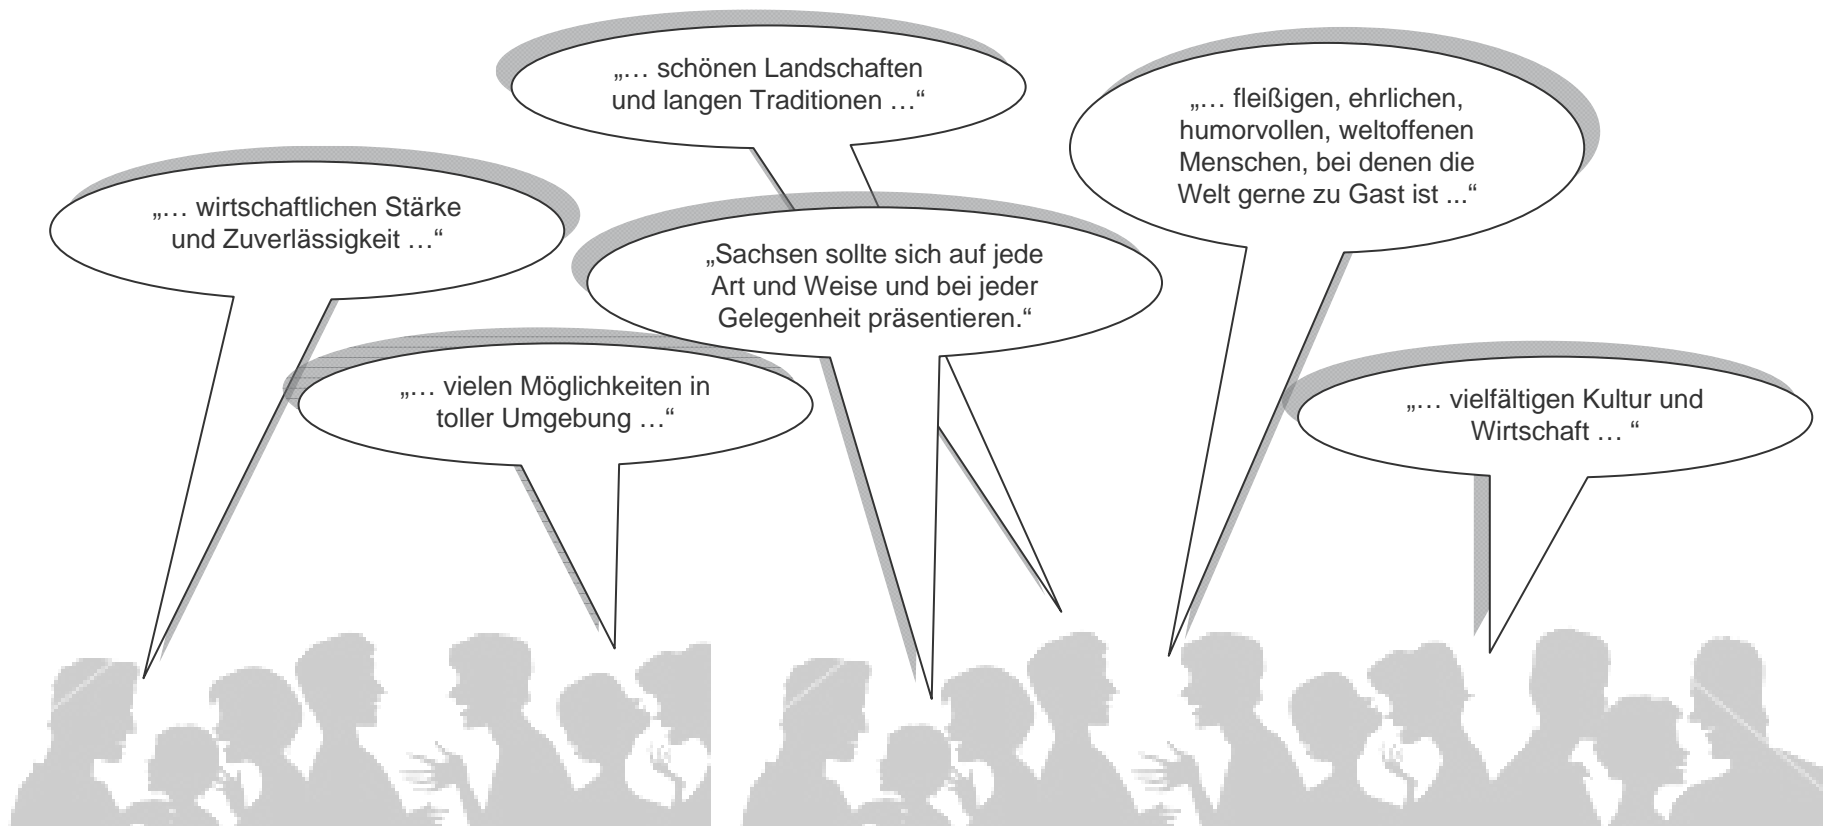 „… schönen Landschaften
und langen Traditionen …“
„… fleißigen, ehrlichen,
humorvollen, weltoffenen
Menschen, bei denen die
Welt gerne zu Gast ist ...“
„… wirtschaftlichen Stärke
und Zuverlässigkeit …“
„Sachsen sollte sich auf jede
Art und Weise und bei jeder
Gelegenheit präsentieren.“
„… vielen Möglichkeiten in
toller Umgebung …“
„… vielfältigen Kultur und
Wirtschaft … “